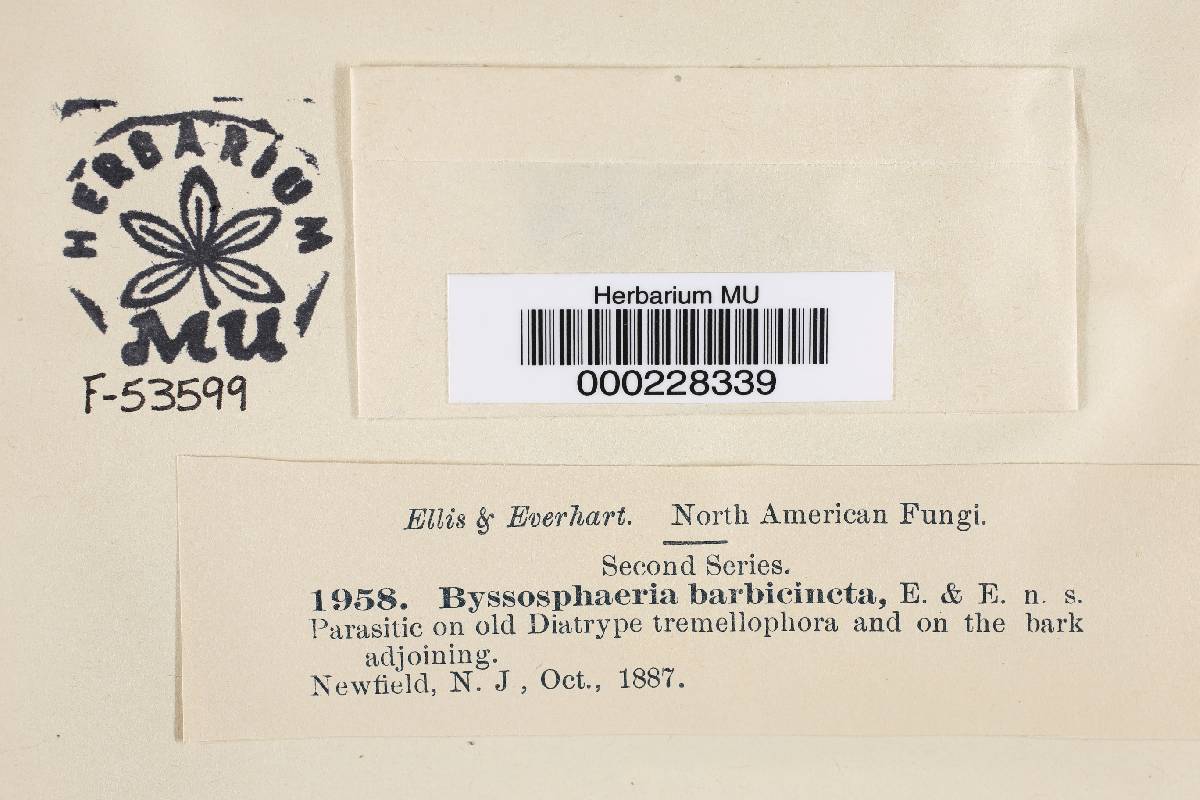 HERBARIUM
MU
F-53599
Herbarium MU
000228339
Ellis & Everhart. North American Fungi.
Second Series.
1958. Byssosphaeria barbicincta, E. & E. n. s.
Parasitic on old Diatrype tremellophora and on the bark
adjoining.
Newfield, N. J , Oct., 1887.